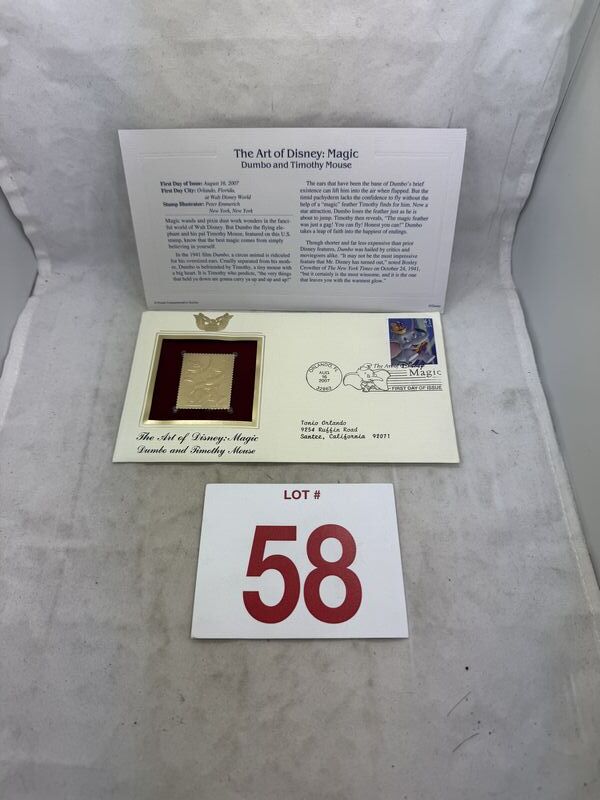 The Art of Disney: Magic
Dumbo and Timothy Mouse
First Day of Issue: August 16, 2007
First Day City: Orlando, Florida,
at Walt Disney World
Stamp Illustrator: Peter Emmerich
New York, New York
Magic wands and pixie dust work wonders in the fanci-
ful world of Walt Disney. But Dumbo the flying ele-
phant and his pal Timothy Mouse, featured on this U.S.
stamp, know that the best magic comes from simply
believing in yourself.
In the 1941 film Dumbo, a circus animal is ridiculed
for his oversized ears. Cruelly separated from his moth-
er, Dumbo is befriended by Timothy, a tiny mouse with
a big heart. It is Timothy who predicts, "the very things
that held ya down are gonna carry ya up and up and up!"
The ears that have been the bane of Dumbo's brief
existence can lift him into the air when flapped. But the
timid pachyderm lacks the confidence to fly without the
help of a "magic" feather Timothy finds for him. Now a
star attraction, Dumbo loses the feather just as he is
about to jump. Timothy then reveals, "The magic feather
was just a gag! You can fly! Honest you can!" Dumbo
takes a leap of faith into the happiest of endings.
Though shorter and far less expensive than prior
Disney features, Dumbo was hailed by critics and
moviegoers alike. "It may not be the most impressive
feature that Mr. Disney has turned out," noted Bosley
Crowther of The New York Times on October 24, 1941,
"but it certainly is the most winsome, and it is the one
that leaves you with the warmest glow."
© Postal Commemorative Society
©Disney
41
ORLANDO, FL
AUG
16
2007
32863
The Art of Disney
Magic
FIRST DAY OF ISSUE
Tonio Orlando
9254 Ruffin Road
Santee, California 92071
The Art of Disney: Magic
Dumbo and Timothy Mouse
LOT #
58